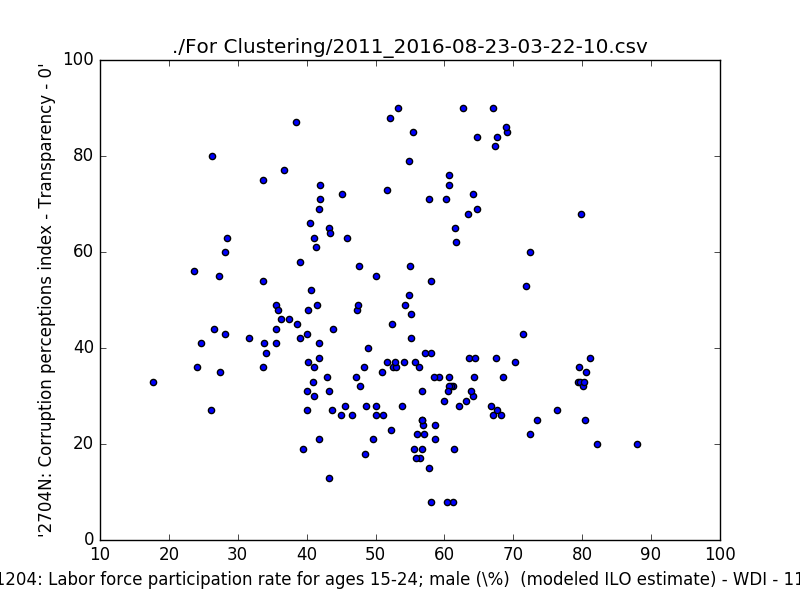 ./For Clustering/2011_2016-08-23-03-22-10.csv
100
80
60
40
20
0
'2704N: Corruption perceptions index - Transparency - 0'
10 20 30 40 50 60 70 80 90 100
1204: Labor force participation rate for ages 15-24; male (\%) (modeled ILO estimate) - WDI - 11